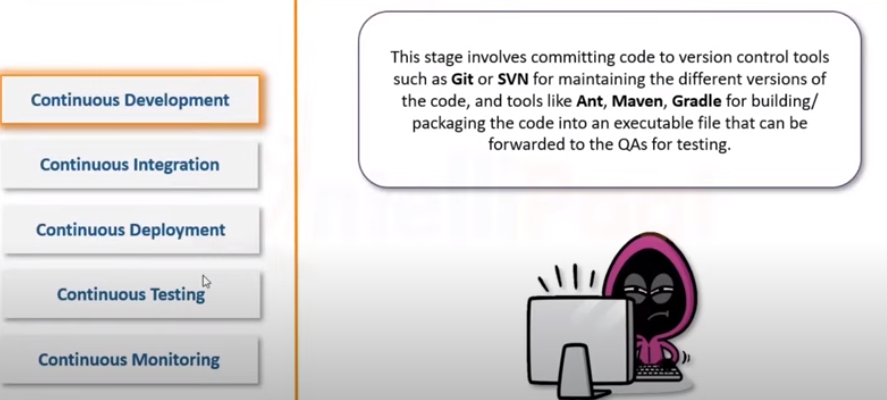 Continuous Development
Continuous Integration
Continuous Deployment
Continuous Testing
Continuous Monitoring
This stage involves committing code to version control tools
such as Git or SVN for maintaining the different versions of
the code, and tools like Ant, Maven, Gradle for building/
packaging the code into an executable file that can be
forwarded to the QAs for testing.